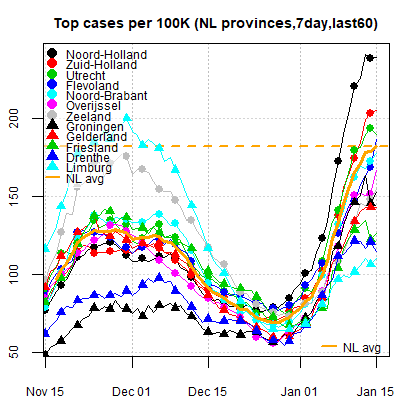 Top cases per 100K (NL provinces,7day,last60)
Noord-Holland
Zuid-Holland
Utrecht
Flevoland
Noord-Brabant
Overijssel
Zeeland
Groningen
Gelderland
Friesland
Drenthe
Limburg
NL avg
200
150
100
50
NL avg
Nov 15
Dec 01
Dec 15
Jan 01
Jan 15